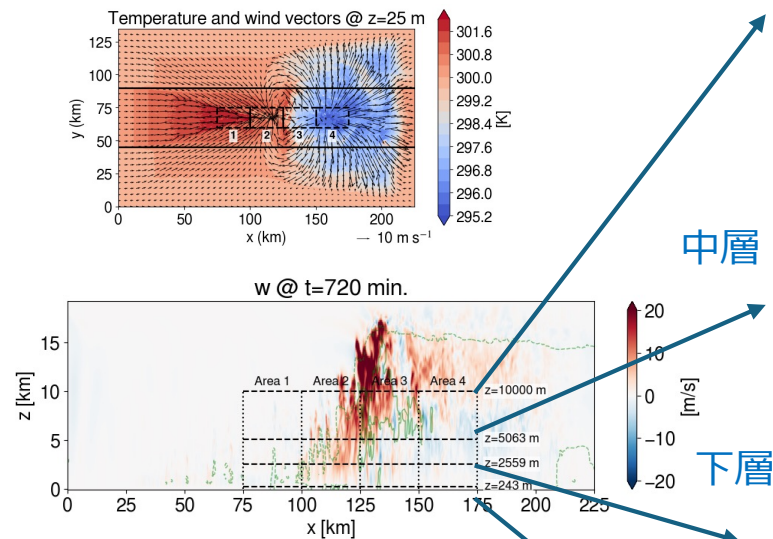 Temperature and wind vectors @ z=25 m
y (km)
125
100
75
50
25
0
1 2 3 4
0 50 100 150 200
x (km)
→ 10 m s⁻¹
301.6
300.8
300.0
299.2
298.4
297.6
296.8
296.0
295.2
[K]
中層
w @ t=720 min.
z [km]
15
10
5
0
Area 1 Area 2 Area 3 Area 4
z=10000 m
z=5063 m
z=2559 m
z=243 m
0 25 50 75 100 125 150 175 200 225
x [km]
20
10
0
−10
−20
[m/s]
下層